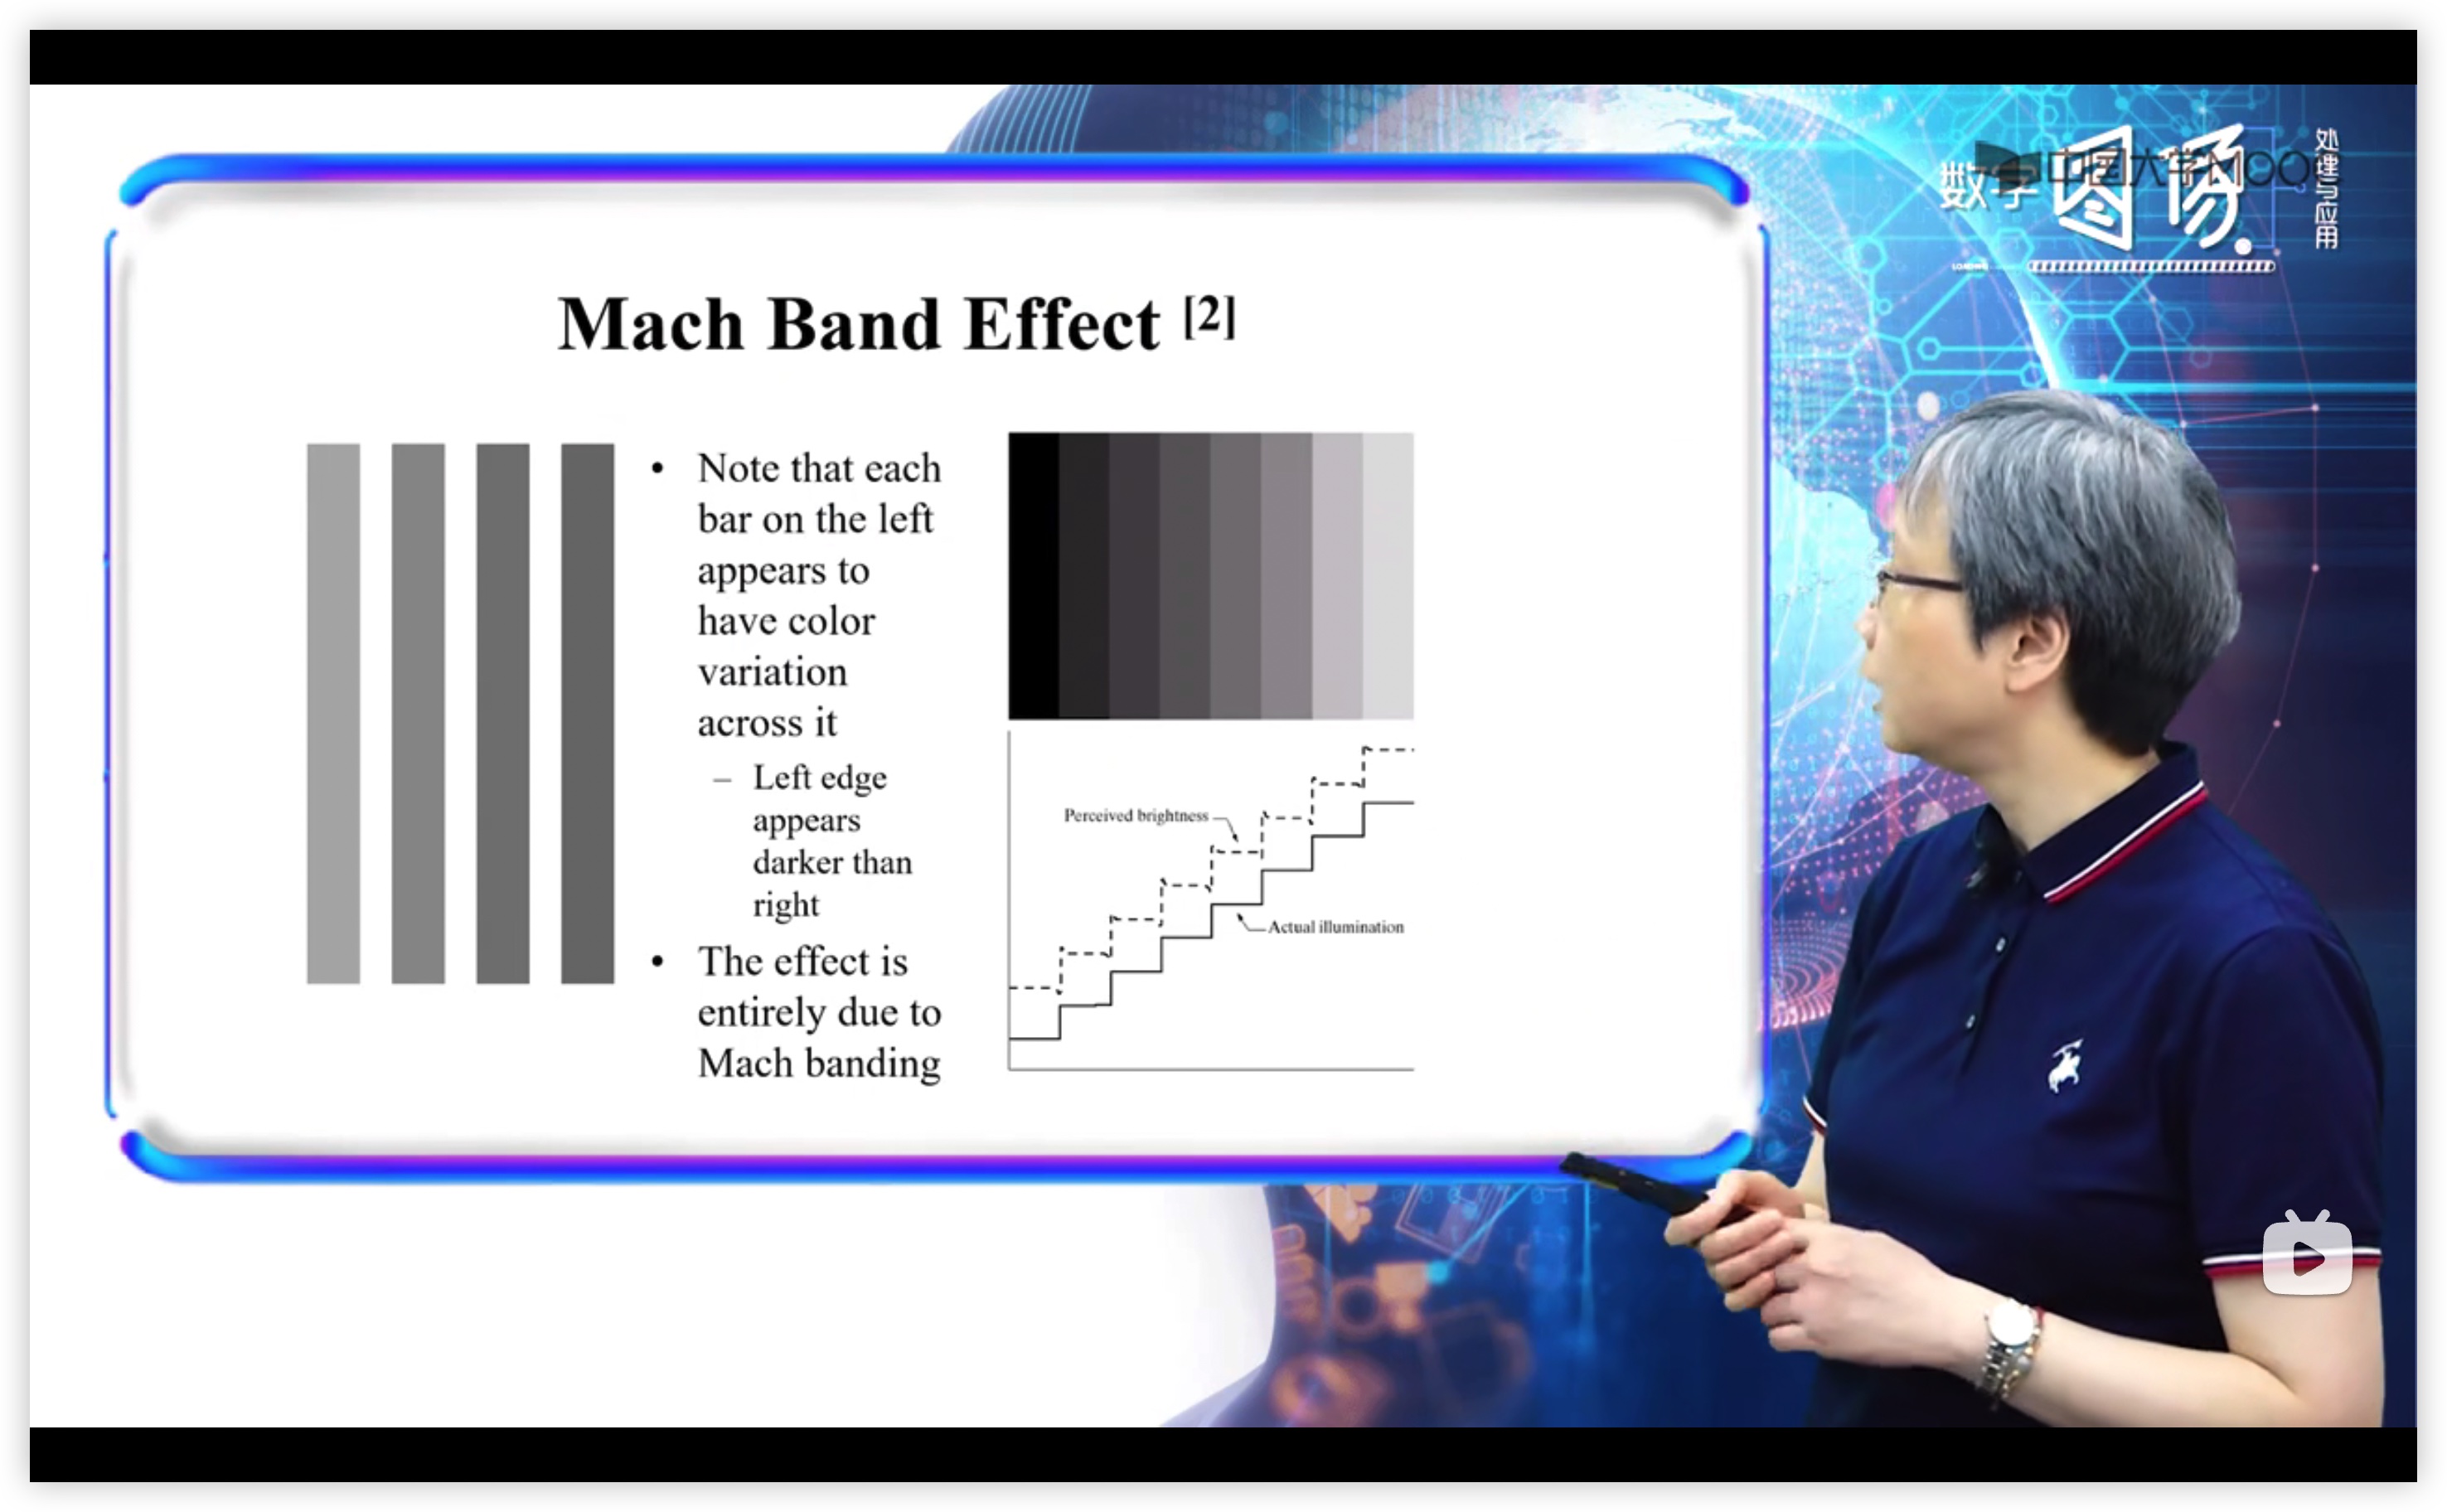 数字图场
处理与应用
中国大学MOOC
LOADING
Mach Band Effect [2]
• Note that each
bar on the left
appears to
have color
variation
across it
– Left edge
appears
darker than
right
• The effect is
entirely due to
Mach banding
Perceived brightness
Actual illumination